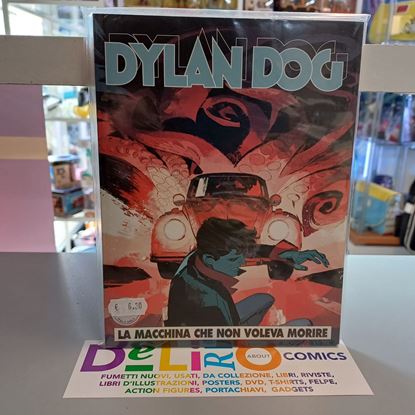 DYLAN DOG
€ 6.00
LA MACCHINA CHE NON VOLEVA MORIRE
DeLiRO ABOUT COMICS
FUMETTI NUOVI, USATI, DA COLLEZIONE, LIBRI, RIVISTE,
LIBRI D'ILLUSTRAZIONI, POSTERS, DVD, T-SHIRTS, FELPE,
ACTION FIGURES, PORTACHIAVI, GADGETS